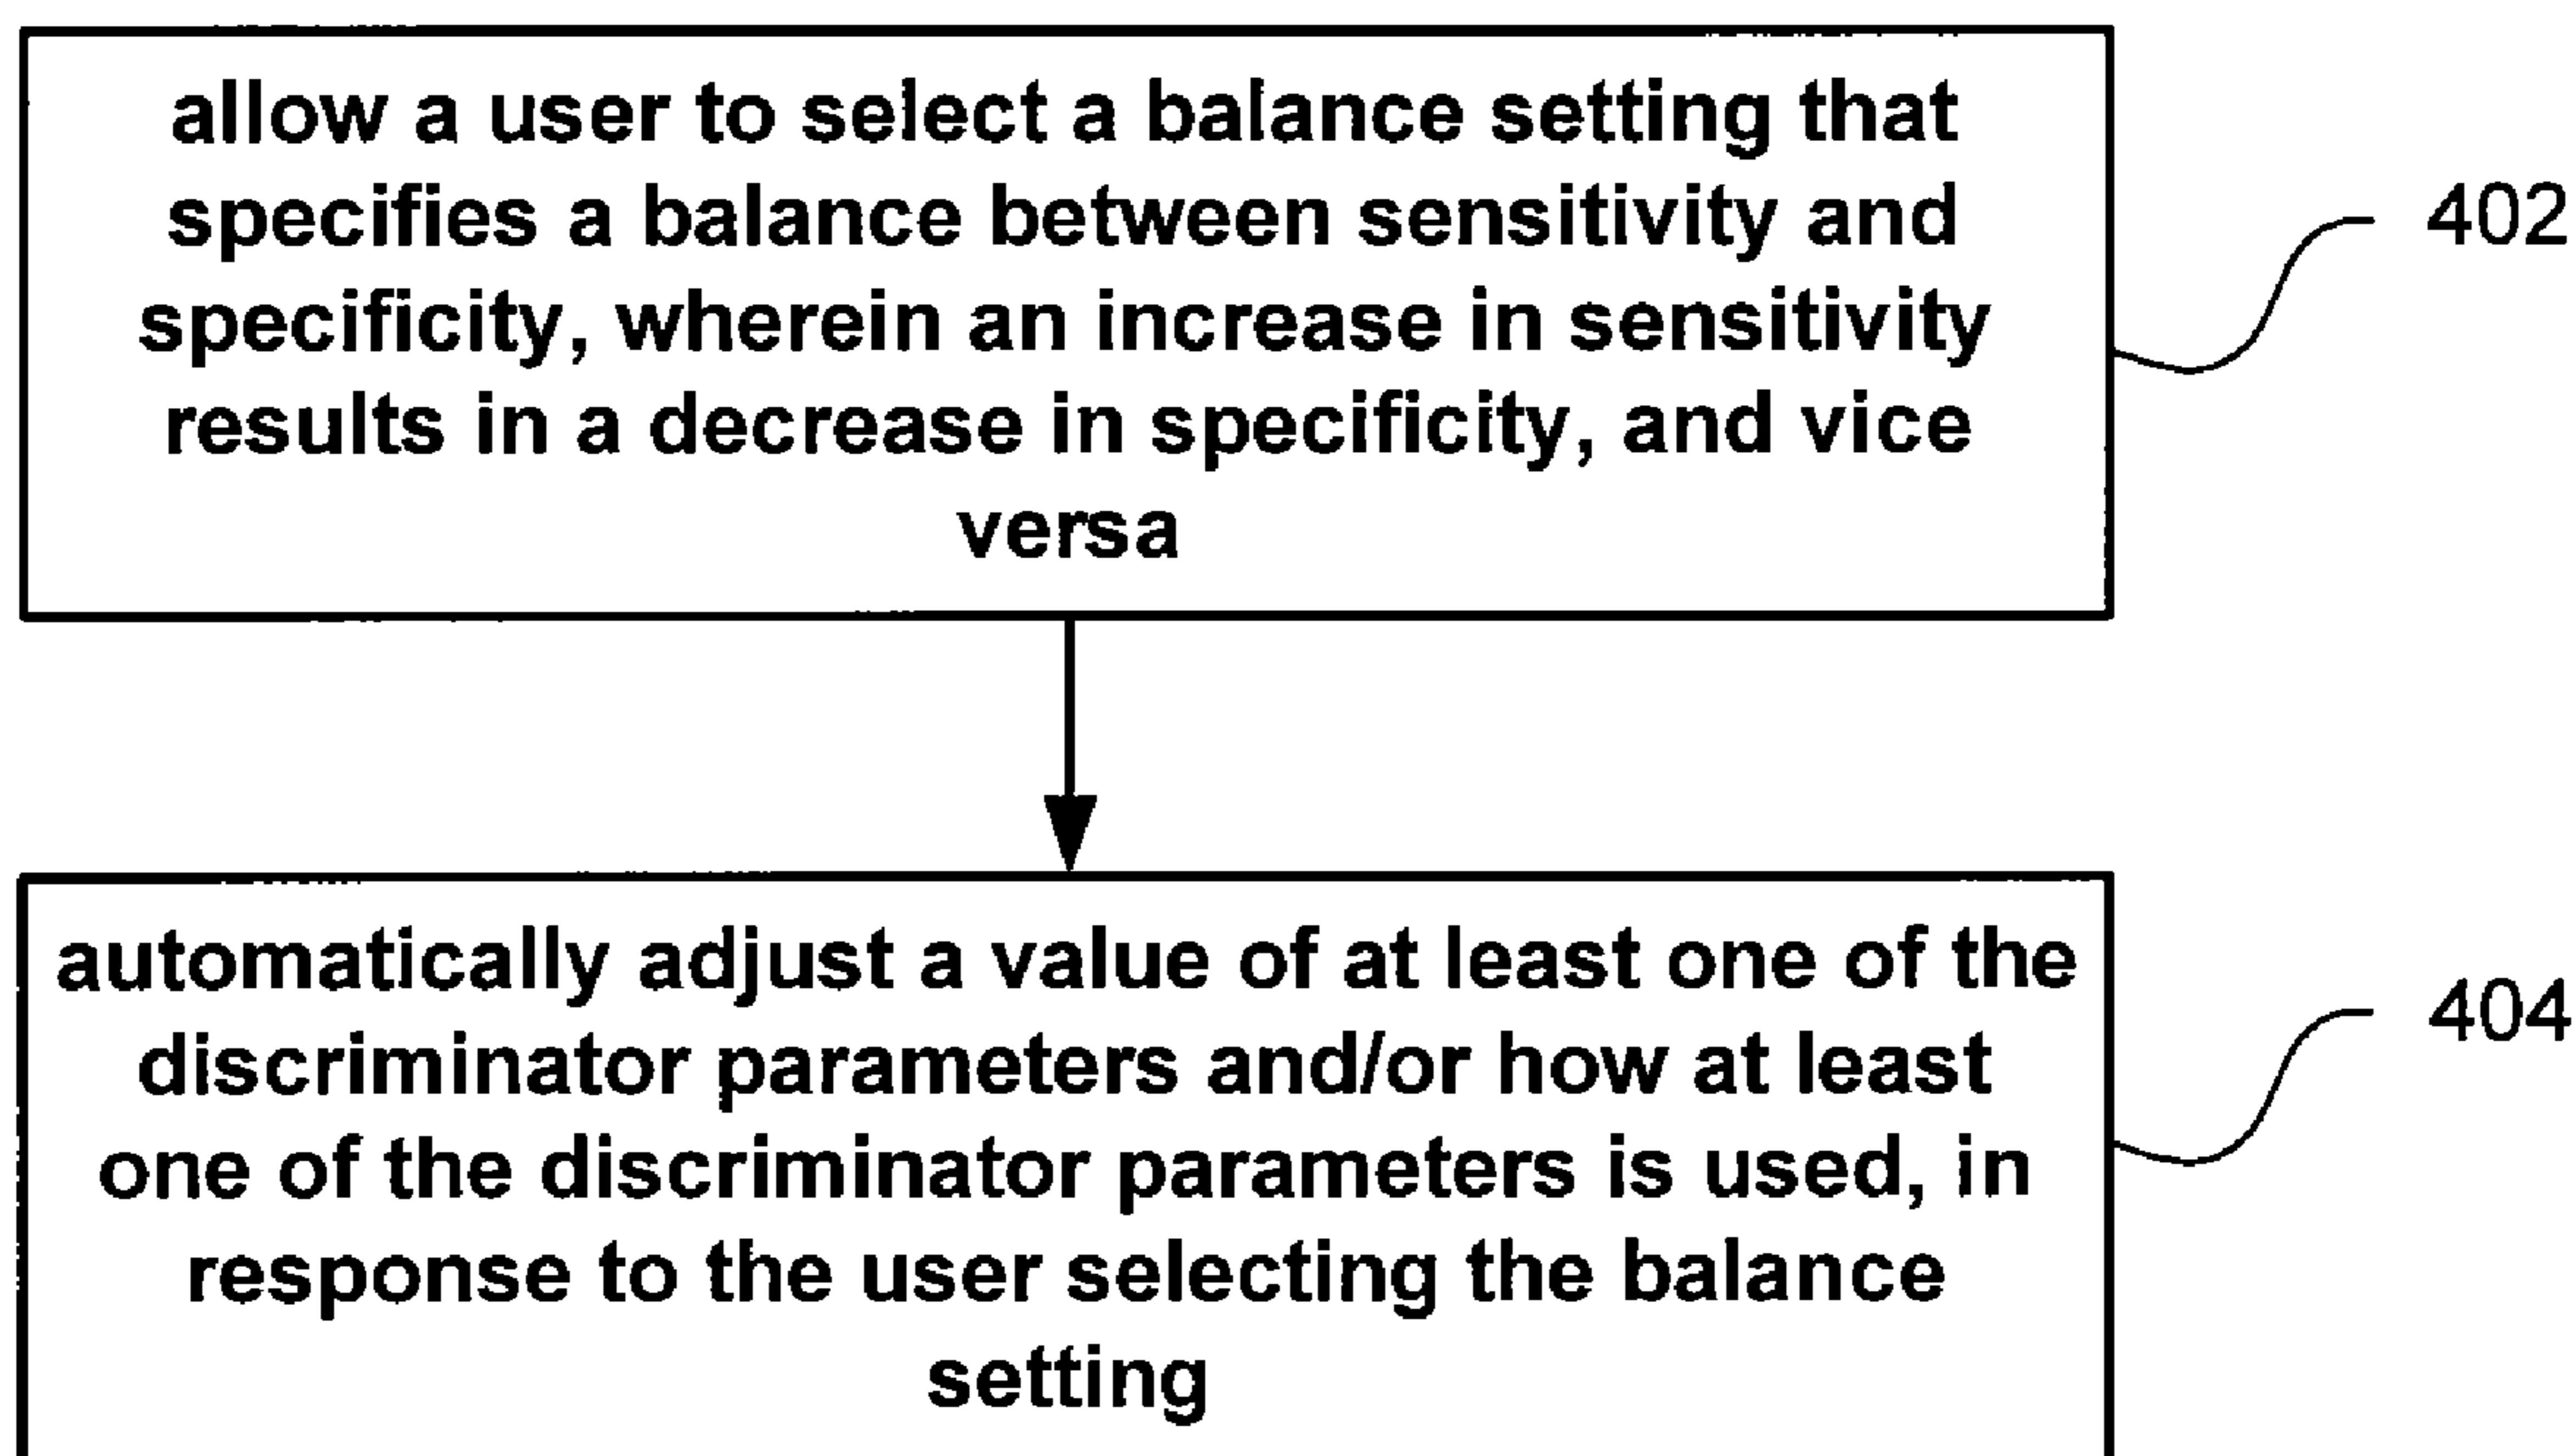 allow a user to select a balance setting that
specifies a balance between sensitivity and
specificity, wherein an increase in sensitivity
results in a decrease in specificity, and vice
versa
402
automatically adjust a value of at least one of the
discriminator parameters and/or how at least
one of the discriminator parameters is used, in
response to the user selecting the balance
setting
404